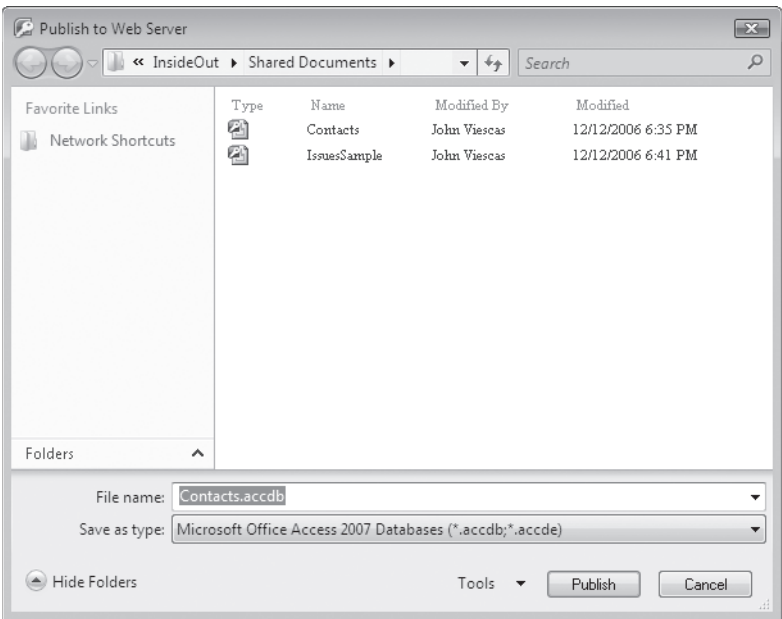 Publish to Web Server
« InsideOut ▸ Shared Documents ▸ Search
Favorite Links
Network Shortcuts
Type Name Modified By Modified
Contacts John Viescas 12/12/2006 6:35 PM
IssuesSample John Viescas 12/12/2006 6:41 PM
Folders
File name: Contacts.accdb
Save as type: Microsoft Office Access 2007 Databases (*.accdb;*.accde)
Hide Folders Tools Publish Cancel